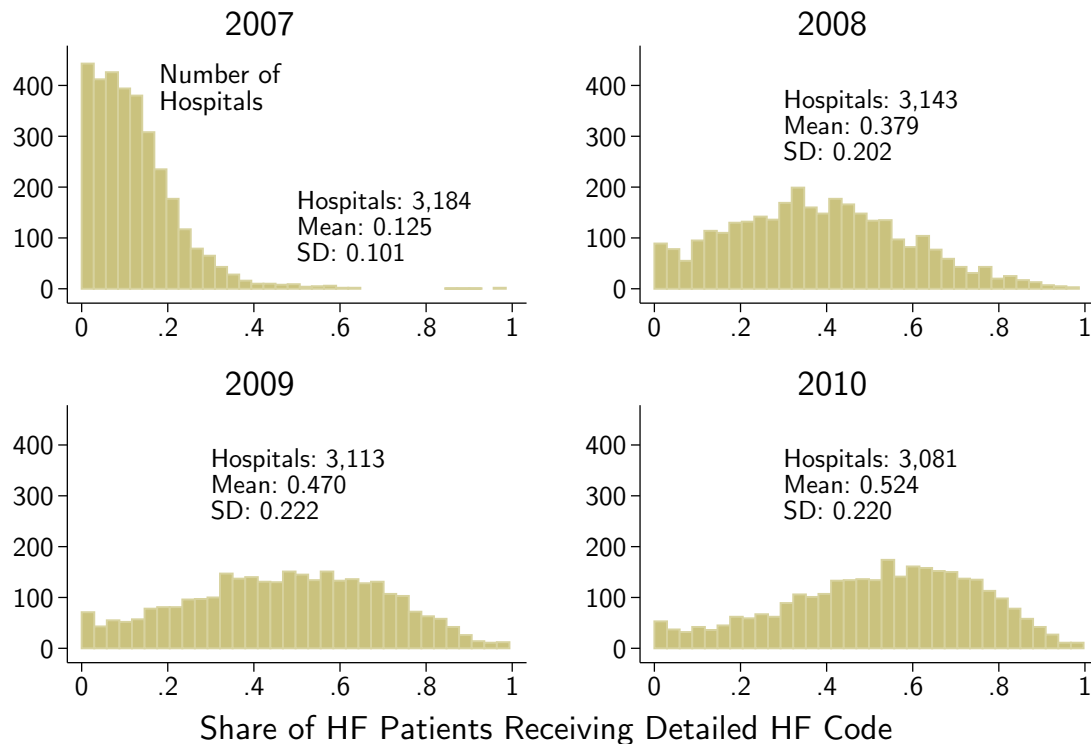 2007
400
300
200
100
0
Number of
Hospitals
Hospitals: 3,184
Mean: 0.125
SD: 0.101
0 .2 .4 .6 .8 1
2008
400
300
200
100
0
Hospitals: 3,143
Mean: 0.379
SD: 0.202
0 .2 .4 .6 .8 1
2009
400
300
200
100
0
Hospitals: 3,113
Mean: 0.470
SD: 0.222
0 .2 .4 .6 .8 1
2010
400
300
200
100
0
Hospitals: 3,081
Mean: 0.524
SD: 0.220
0 .2 .4 .6 .8 1
Share of HF Patients Receiving Detailed HF Code